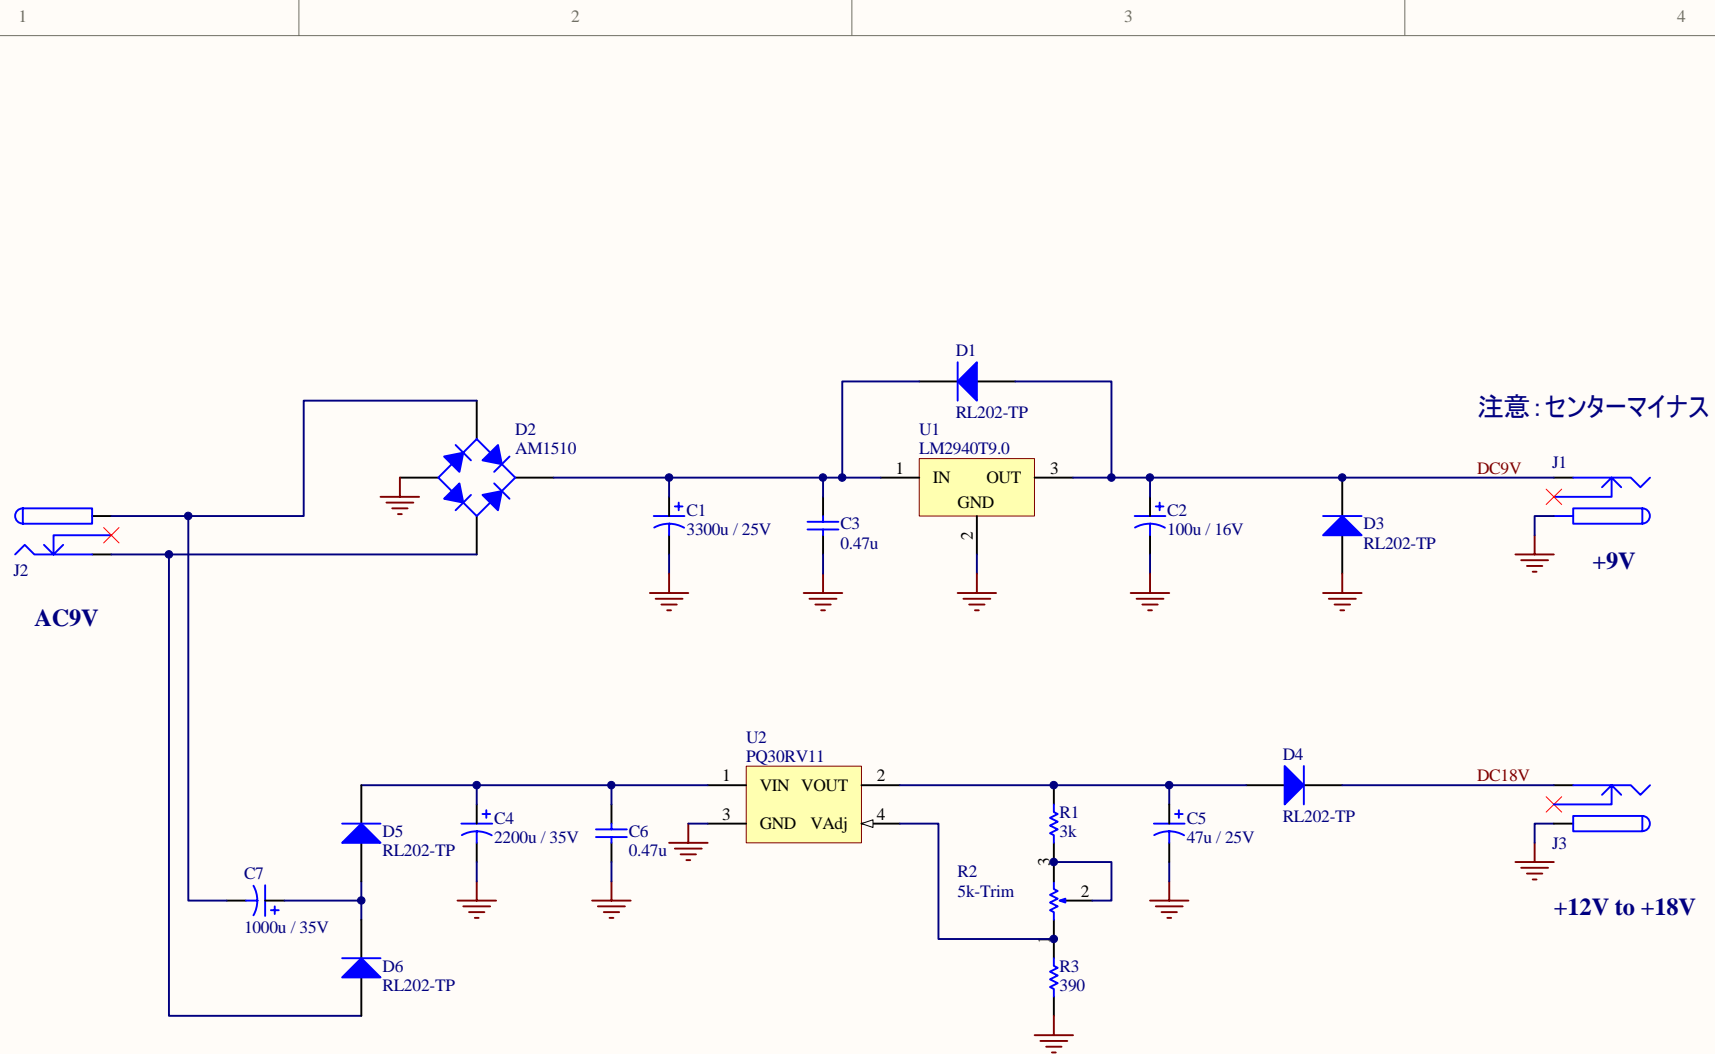 1
2
3
4
D1
RL202-TP
注意：センターマイナス
D2
AM1510
U1
LM2940T9.0
1
IN
OUT
3
GND
2
DC9V
J1
C1
3300u / 25V
C3
0.47u
C2
100u / 16V
D3
RL202-TP
+9V
J2
AC9V
U2
PQ30RV11
1
VIN
VOUT
2
3
GND
VAdj
4
D4
RL202-TP
DC18V
J3
+12V to +18V
D5
RL202-TP
C4
2200u / 35V
C6
0.47u
R1
3k
C5
47u / 25V
3
R2
5k-Trim
2
C7
1000u / 35V
D6
RL202-TP
R3
390